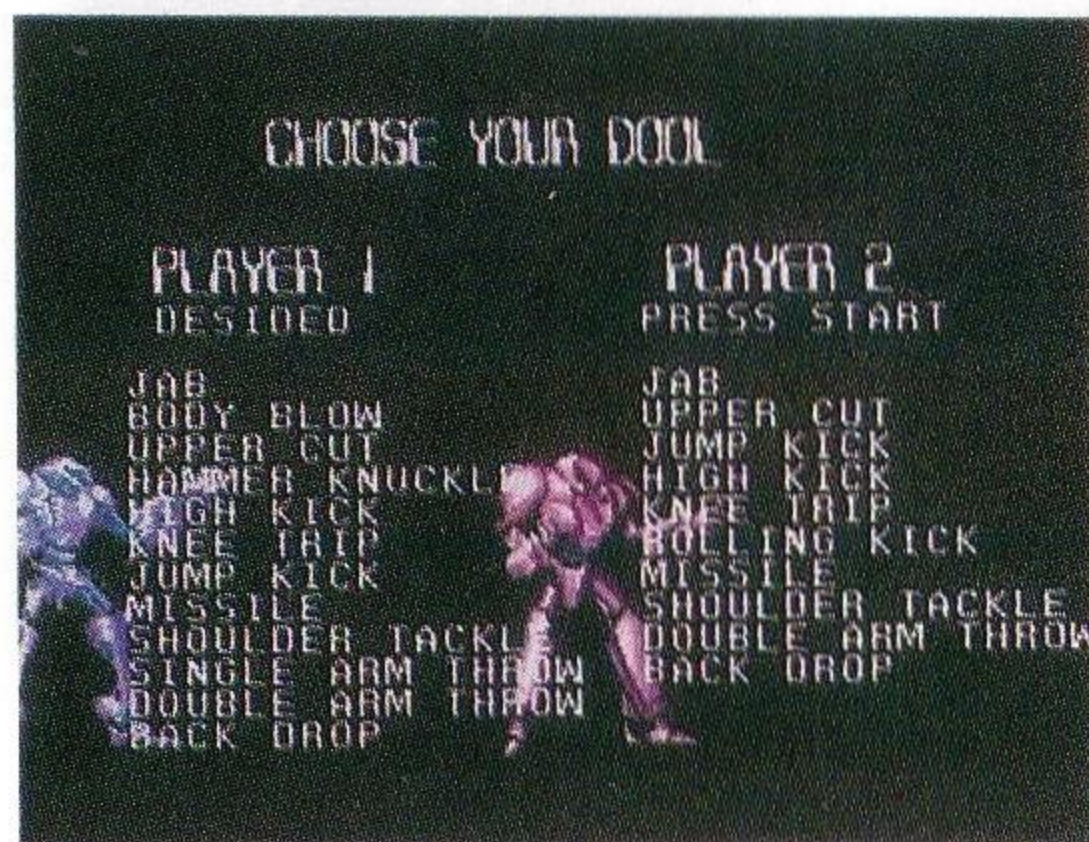 CHOOSE YOUR DOOL
PLAYER 1
DESIDED
JAB
BODY BLOW
UPPER CUT
HAMMER KNUCKLE
HIGH KICK
KNEE TRIP
JUMP KICK
MISSILE
SHOULDER TACKLE
SINGLE ARM THROW
DOUBLE ARM THROW
BACK DROP
PLAYER 2
PRESS START
JAB
UPPER CUT
JUMP KICK
HIGH KICK
KNEE TRIP
ROLLING KICK
MISSILE
SHOULDER TACKLE
DOUBLE ARM THROW
BACK DROP